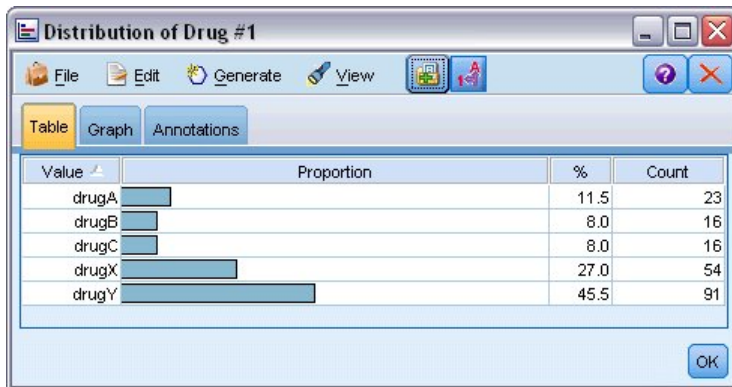 Distribution of Drug #1
File Edit Generate View
Table Graph Annotations
Value Proportion % Count
drugA 11.5 23
drugB 8.0 16
drugC 8.0 16
drugX 27.0 54
drugY 45.5 91
OK